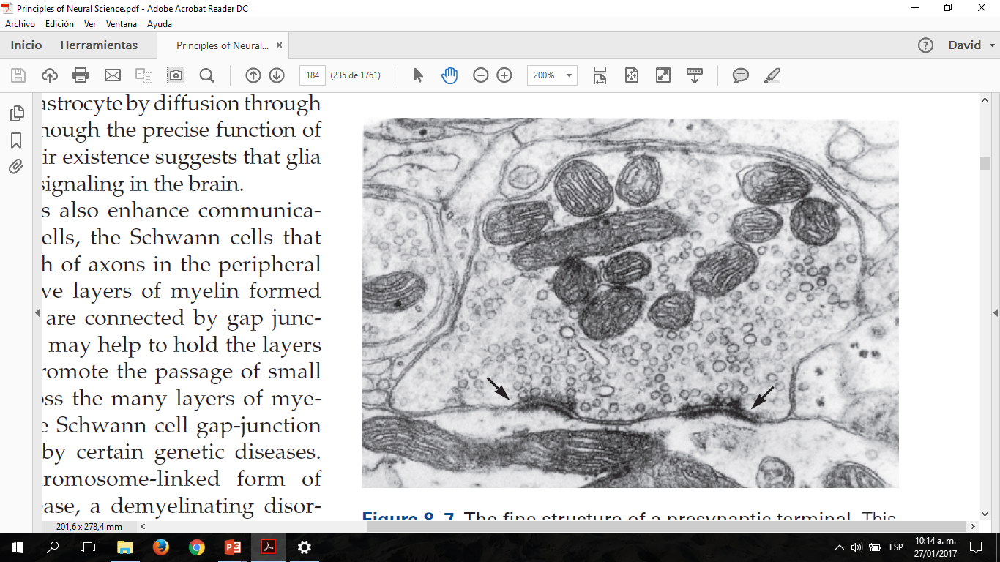 Principles of Neural Science.pdf - Adobe Acrobat Reader DC
Archivo Edición Ver Ventana Ayuda
Inicio Herramientas Principles of Neural... × David
184 (235 de 1761) 200%
astrocyte by diffusion through
hough the precise function of
ir existence suggests that glia
signaling in the brain.
s also enhance communica-
ells, the Schwann cells that
h of axons in the peripheral
ve layers of myelin formed
are connected by gap junc-
may help to hold the layers
romote the passage of small
oss the many layers of mye-
e Schwann cell gap-junction
by certain genetic diseases.
romosome-linked form of
ease, a demyelinating disor-
Figure 8–7 The fine structure of a presynaptic terminal. This
201,6 x 278,4 mm
ESP
10:14 a. m.
27/01/2017